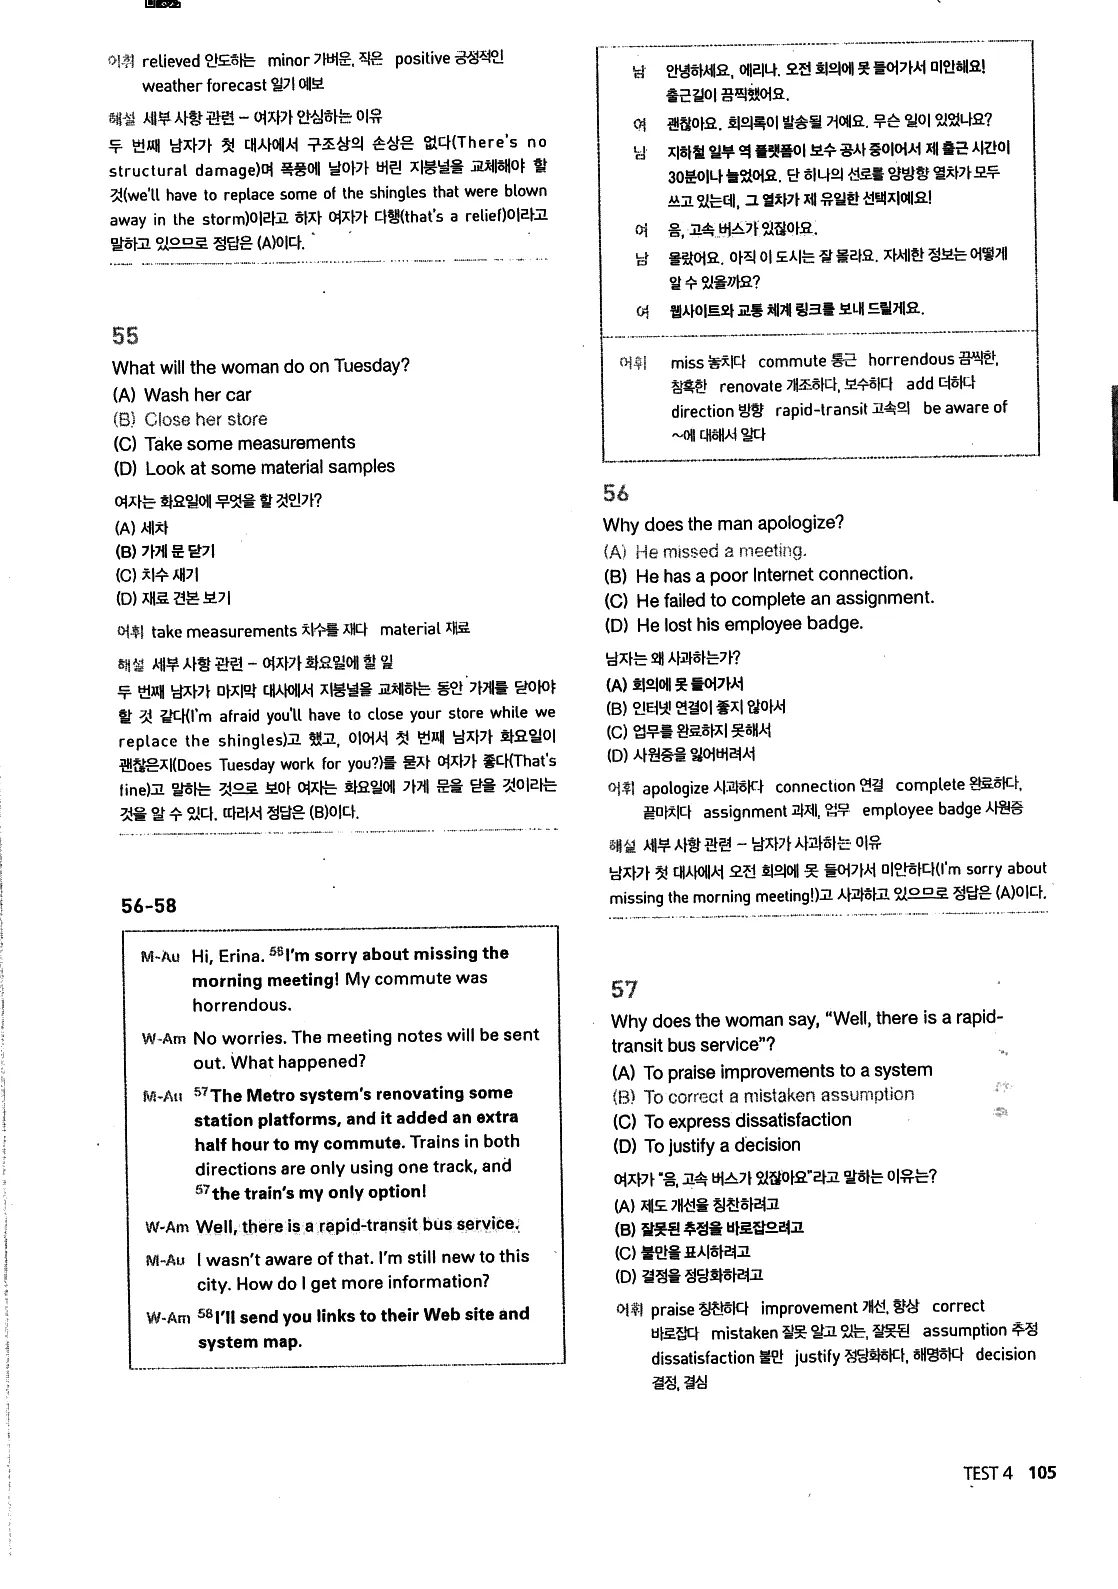 어휘 relieved 안도하는 minor 가벼운, 작은 positive 긍정적인
weather forecast 일기 예보
해설 세부 사항 관련 – 여자가 안심하는 이유
두 번째 남자가 첫 대사에서 구조상의 손상은 없다(There's no
structural damage)며 폭풍에 날아가 버린 지붕널을 교체해야 할
것(we'll have to replace some of the shingles that were blown
away in the storm)이라고 하자 여자가 다행(that's a relief)이라고
말하고 있으므로 정답은 (A)이다.
55
What will the woman do on Tuesday?
(A) Wash her car
(B) Close her store
(C) Take some measurements
(D) Look at some material samples
여자는 화요일에 무엇을 할 것인가?
(A) 세차
(B) 가게 문 닫기
(C) 치수 재기
(D) 재료 견본 보기
어휘 take measurements 치수를 재다 material 재료
해설 세부 사항 관련 – 여자가 화요일에 할 일
두 번째 남자가 마지막 대사에서 지붕널을 교체하는 동안 가게를 닫아야
할 것 같다(I'm afraid you'll have to close your store while we
replace the shingles)고 했고, 이어서 첫 번째 남자가 화요일이
괜찮은지(Does Tuesday work for you?)를 묻자 여자가 좋다(That's
fine)고 말하는 것으로 보아 여자는 화요일에 가게 문을 닫을 것이라는
것을 알 수 있다. 따라서 정답은 (B)이다.
56-58
M-Au Hi, Erina. 56I'm sorry about missing the
morning meeting! My commute was
horrendous.
W-Am No worries. The meeting notes will be sent
out. What happened?
M-Au 57The Metro system's renovating some
station platforms, and it added an extra
half hour to my commute. Trains in both
directions are only using one track, and
57the train's my only option!
W-Am Well, there is a rapid-transit bus service.
M-Au I wasn't aware of that. I'm still new to this
city. How do I get more information?
W-Am 58I'll send you links to their Web site and
system map.
남 안녕하세요, 에리나. 오전 회의에 못 들어가서 미안해요!
출근길이 끔찍했어요.
여 괜찮아요. 회의록이 발송될 거예요. 무슨 일이 있었나요?
남 지하철 일부 역 플랫폼이 보수 공사 중이어서 제 출근 시간이
30분이나 늘었어요. 단 하나의 선로를 양방향 열차가 모두
쓰고 있는데, 그 열차가 제 유일한 선택지예요!
여 음, 고속 버스가 있잖아요.
남 몰랐어요. 아직 이 도시는 잘 몰라요. 자세한 정보는 어떻게
알 수 있을까요?
여 웹사이트와 교통 체계 링크를 보내 드릴게요.
어휘 miss 놓치다 commute 통근 horrendous 끔찍한,
참혹한 renovate 개조하다, 보수하다 add 더하다
direction 방향 rapid-transit 고속의 be aware of
~에 대해서 알다
56
Why does the man apologize?
(A) He missed a meeting.
(B) He has a poor Internet connection.
(C) He failed to complete an assignment.
(D) He lost his employee badge.
남자는 왜 사과하는가?
(A) 회의에 못 들어가서
(B) 인터넷 연결이 좋지 않아서
(C) 업무를 완료하지 못해서
(D) 사원증을 잃어버려서
어휘 apologize 사과하다 connection 연결 complete 완료하다,
끝마치다 assignment 과제, 업무 employee badge 사원증
해설 세부 사항 관련 – 남자가 사과하는 이유
남자가 첫 대사에서 오전 회의에 못 들어가서 미안하다(I'm sorry about
missing the morning meeting!)고 사과하고 있으므로 정답은 (A)이다.
57
Why does the woman say, "Well, there is a rapid-
transit bus service"?
(A) To praise improvements to a system
(B) To correct a mistaken assumption
(C) To express dissatisfaction
(D) To justify a decision
여자가 "음, 고속 버스가 있잖아요"라고 말하는 이유는?
(A) 제도 개선을 칭찬하려고
(B) 잘못된 추정을 바로잡으려고
(C) 불만을 표시하려고
(D) 결정을 정당화하려고
어휘 praise 칭찬하다 improvement 개선, 향상 correct
바로잡다 mistaken 잘못 알고 있는, 잘못된 assumption 추정
dissatisfaction 불만 justify 정당화하다, 해명하다 decision
결정, 결심
TEST 4 105